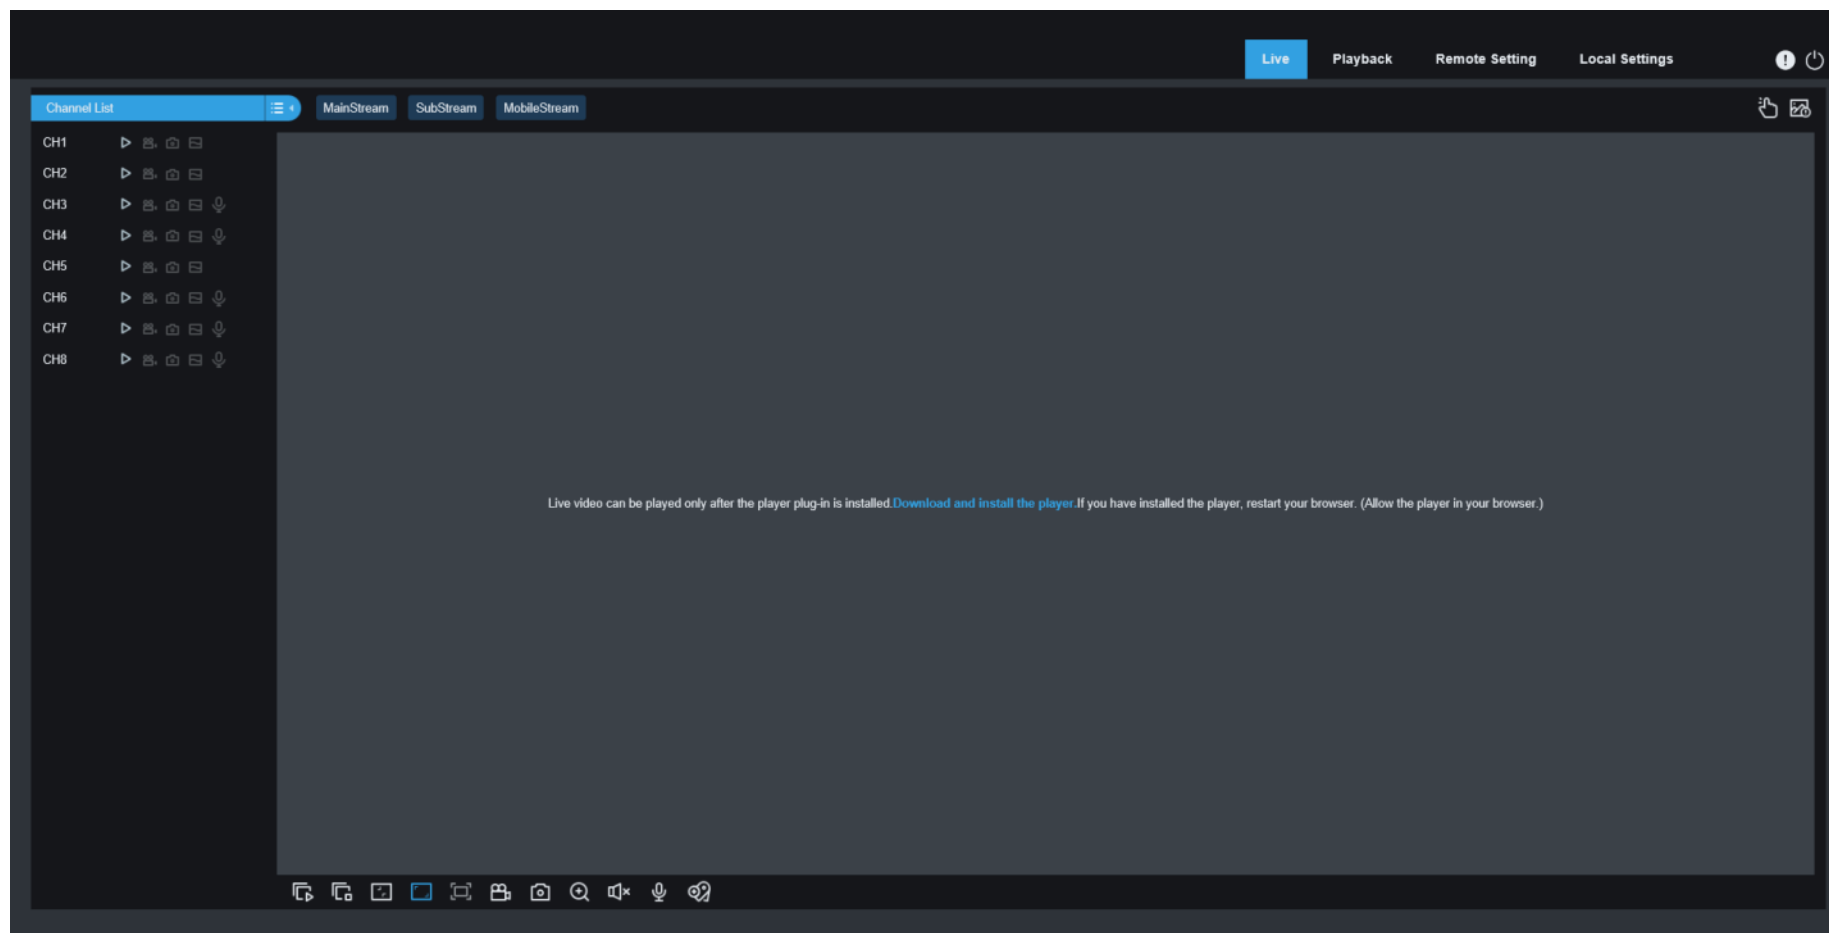 Live Playback Remote Setting Local Settings
Channel List MainStream SubStream MobileStream
CH1
CH2
CH3
CH4
CH5
CH6
CH7
CH8
Live video can be played only after the player plug-in is installed.Download and install the player.If you have installed the player, restart your browser. (Allow the player in your browser.)